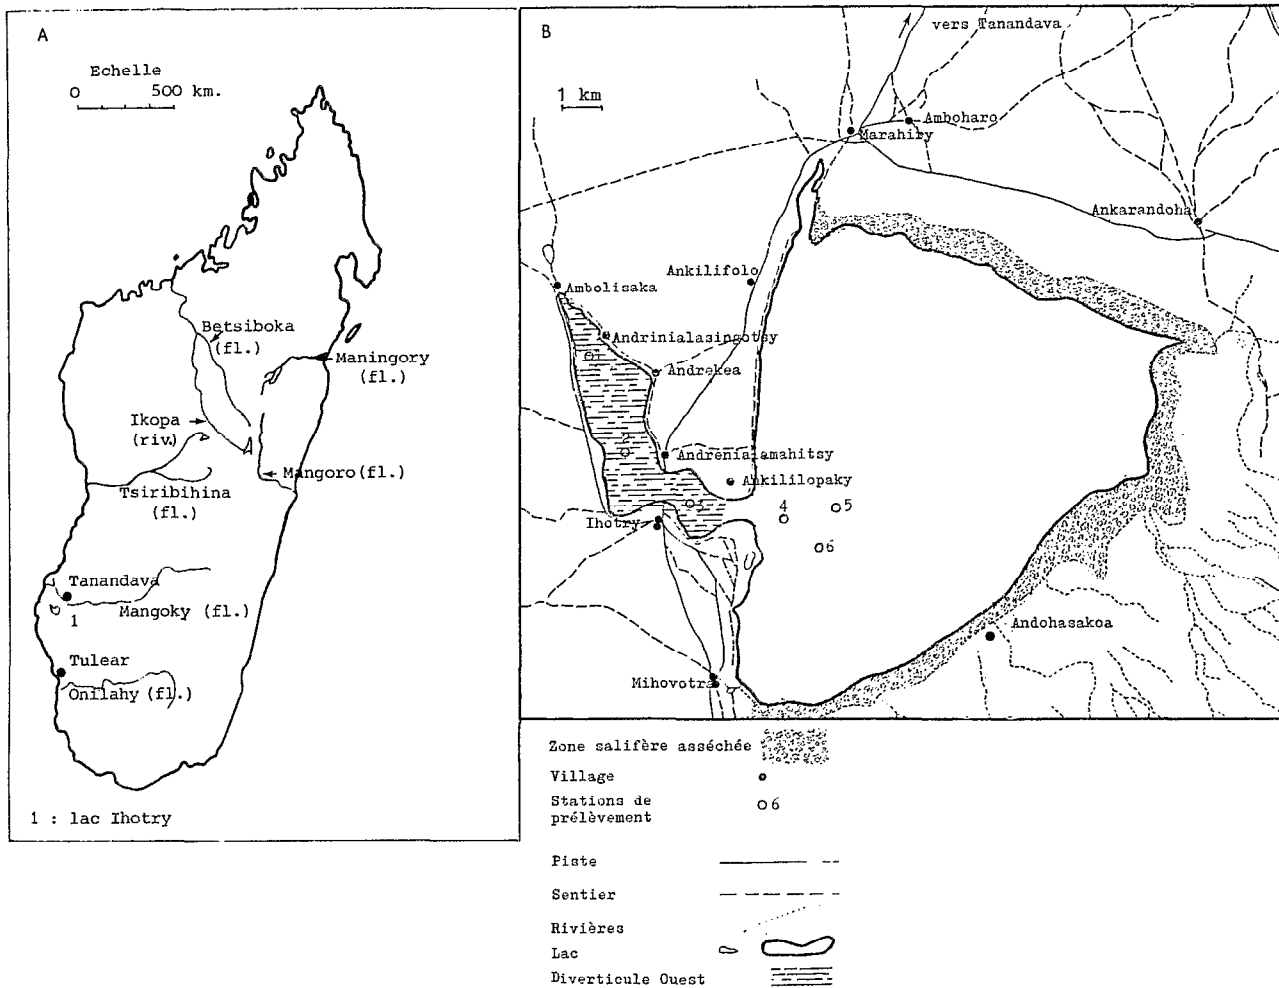 A
Echelle
0 500 km.
Betsiboka
(fl.)
Maningory
(fl.)
Ikopa
(riv.)
Mangoro (fl.)
Tsiribihina
(fl.)
Tanandava
Mangoky (fl.)
1
Tulear
Onilahy (fl.)
1 : lac Ihotry
B
vers Tanandava
1 km
Amboharo
Marahiry
Ankarandoha
Ankilifolo
Ambolisaka
Andrinialasingotsy
1
Andrekea
2
Andrenialamahitsy
Ankililopaky
3
4
5
6
Ihotry
Andohasakoa
Mihovotra
Zone salifère asséchée
Village
Stations de
prélèvement
6
Piste
Sentier
Rivières
Lac
Diverticule Ouest